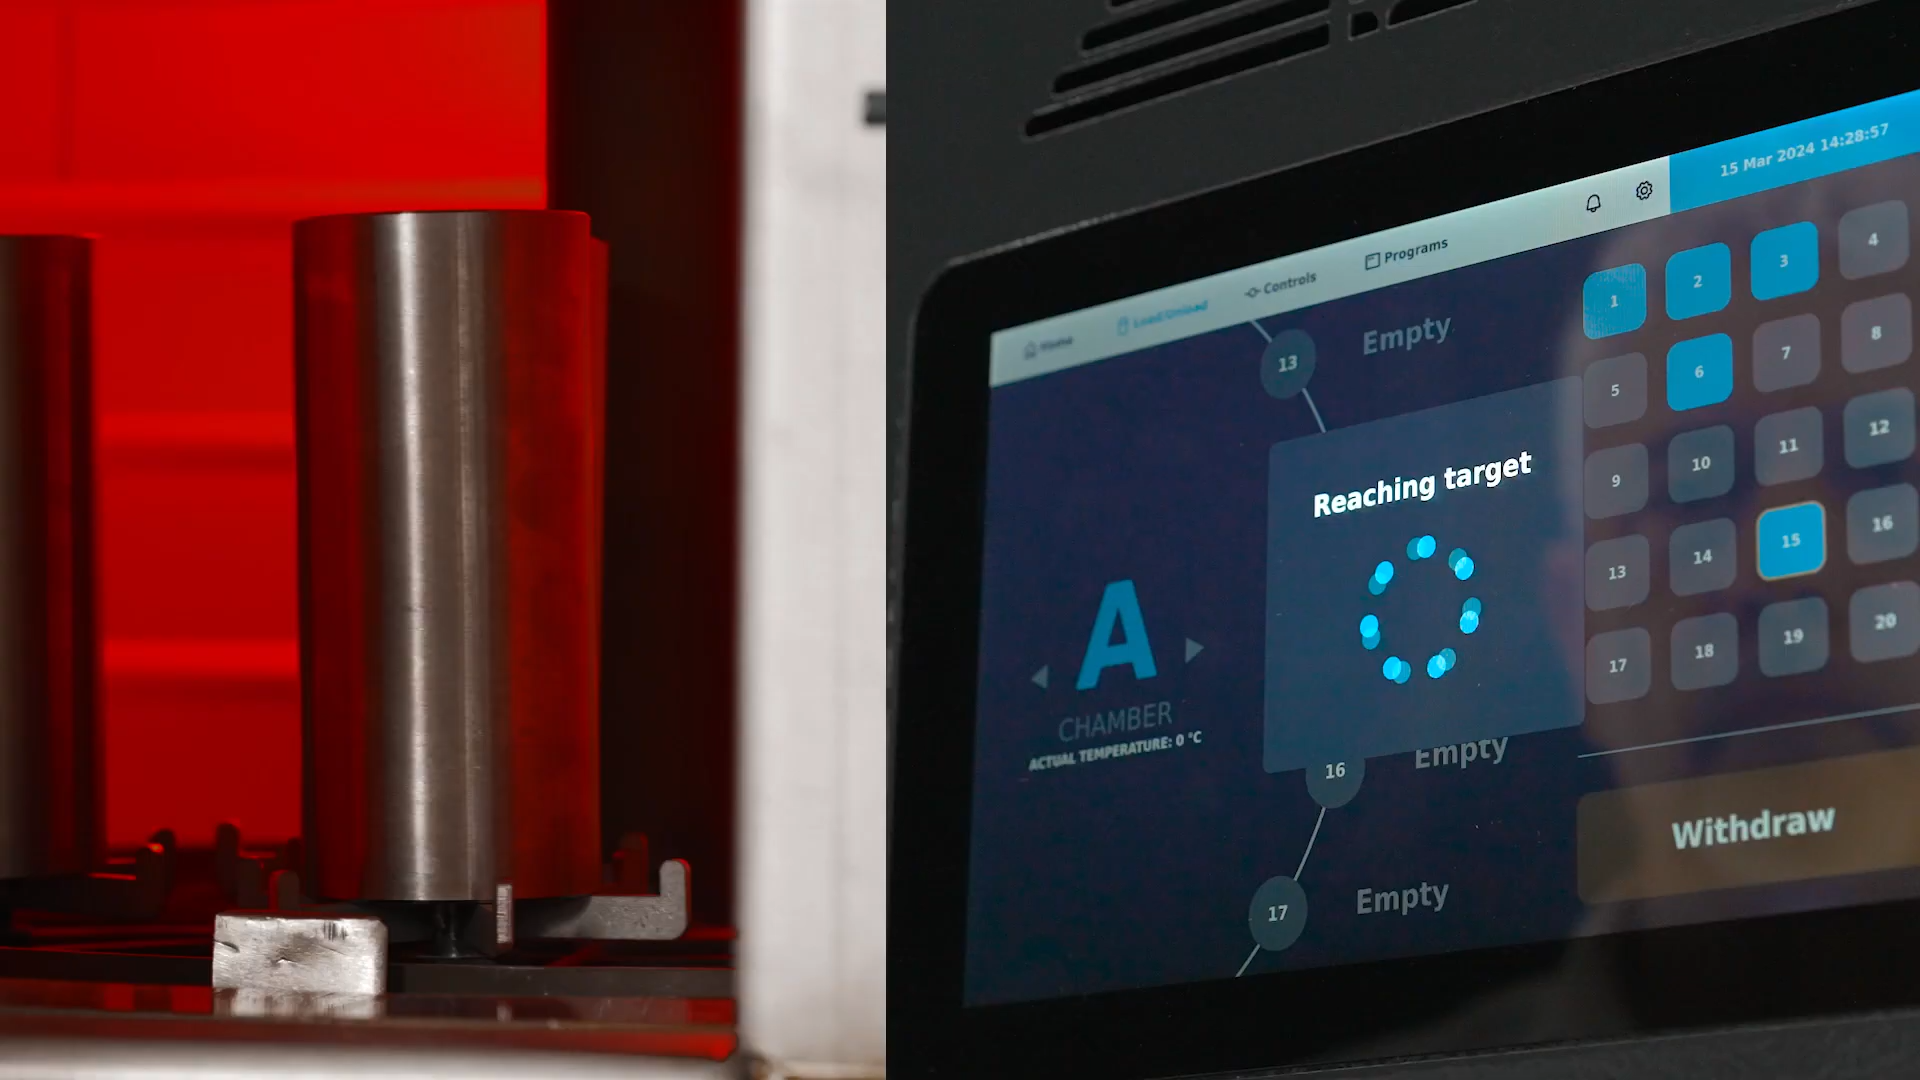 15 Mar 2024 14:28:57
Home
Load/Unload
Controls
Programs
13
Empty
Reaching target
A
CHAMBER
ACTUAL TEMPERATURE: 0 °C
16
Empty
17
Empty
1 2 3 4
5 6 7 8
9 10 11 12
13 14 15 16
17 18 19 20
Withdraw